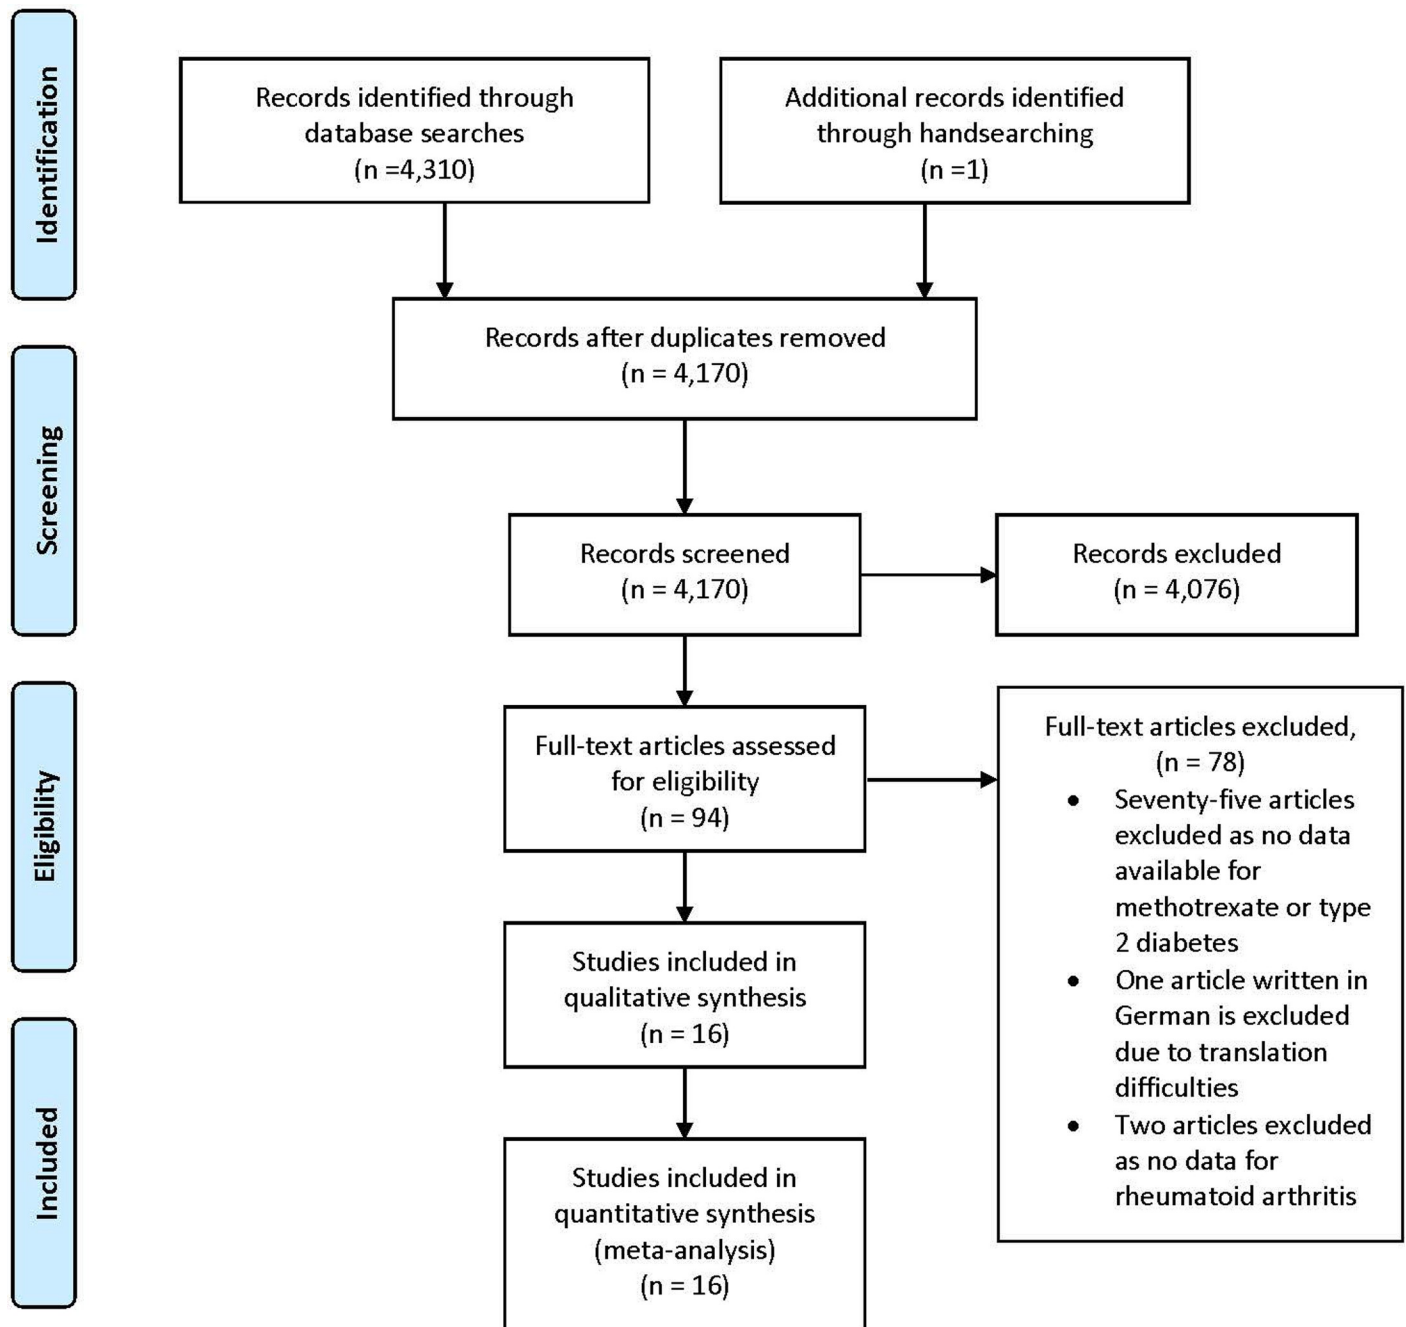 Identification
Records identified through
database searches
(n =4,310)
Additional records identified
through handsearching
(n =1)
Records after duplicates removed
(n = 4,170)
Screening
Records screened
(n = 4,170)
Records excluded
(n = 4,076)
Eligibility
Full-text articles assessed
for eligibility
(n = 94)
Full-text articles excluded,
(n = 78)
• Seventy-five articles
excluded as no data
available for
methotrexate or type
2 diabetes
• One article written in
German is excluded
due to translation
difficulties
• Two articles excluded
as no data for
rheumatoid arthritis
Studies included in
qualitative synthesis
(n = 16)
Included
Studies included in
quantitative synthesis
(meta-analysis)
(n = 16)